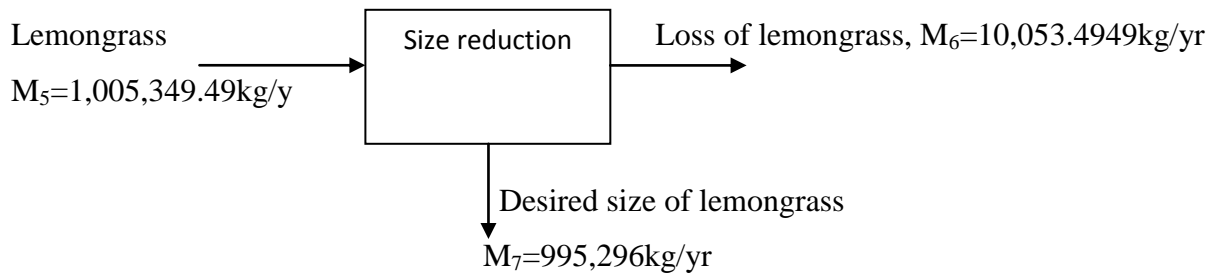 Lemongrass
M₅=1,005,349.49kg/y
Size reduction
Loss of lemongrass, M₆=10,053.4949kg/yr
Desired size of lemongrass
M₇=995,296kg/yr